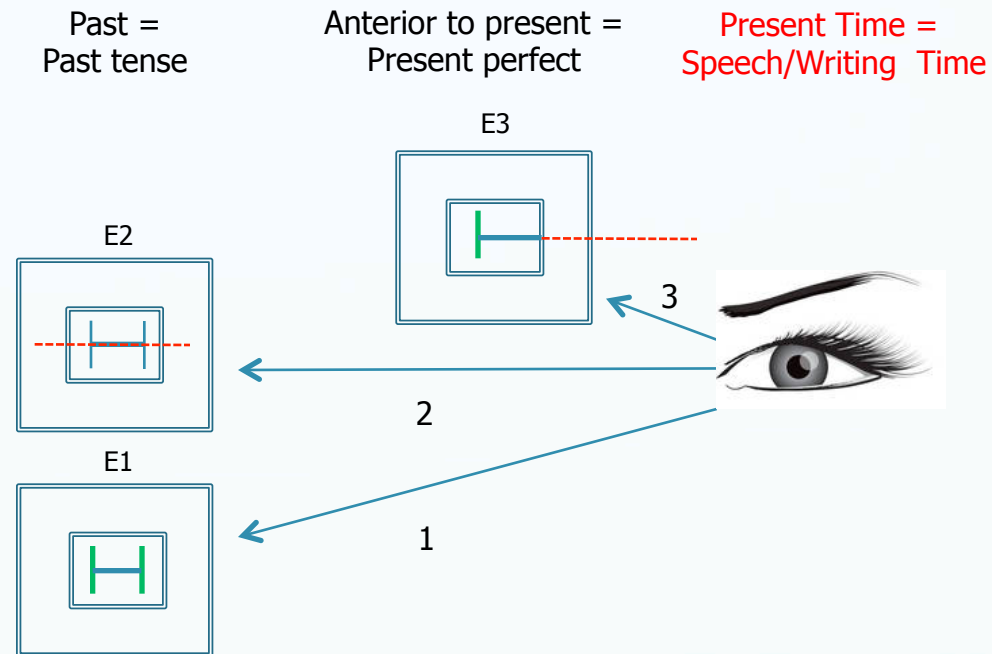 Past =
Past tense
Anterior to present =
Present perfect
Present Time =
Speech/Writing Time
E3
E2
3
2
E1
1